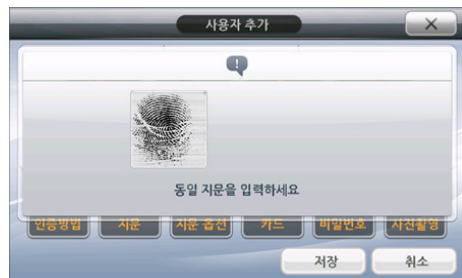 사용자 추가
동일 지문을 입력하세요
인증방법 지문 지문 옵션 카드 비밀번호 사진촬영
저장 취소